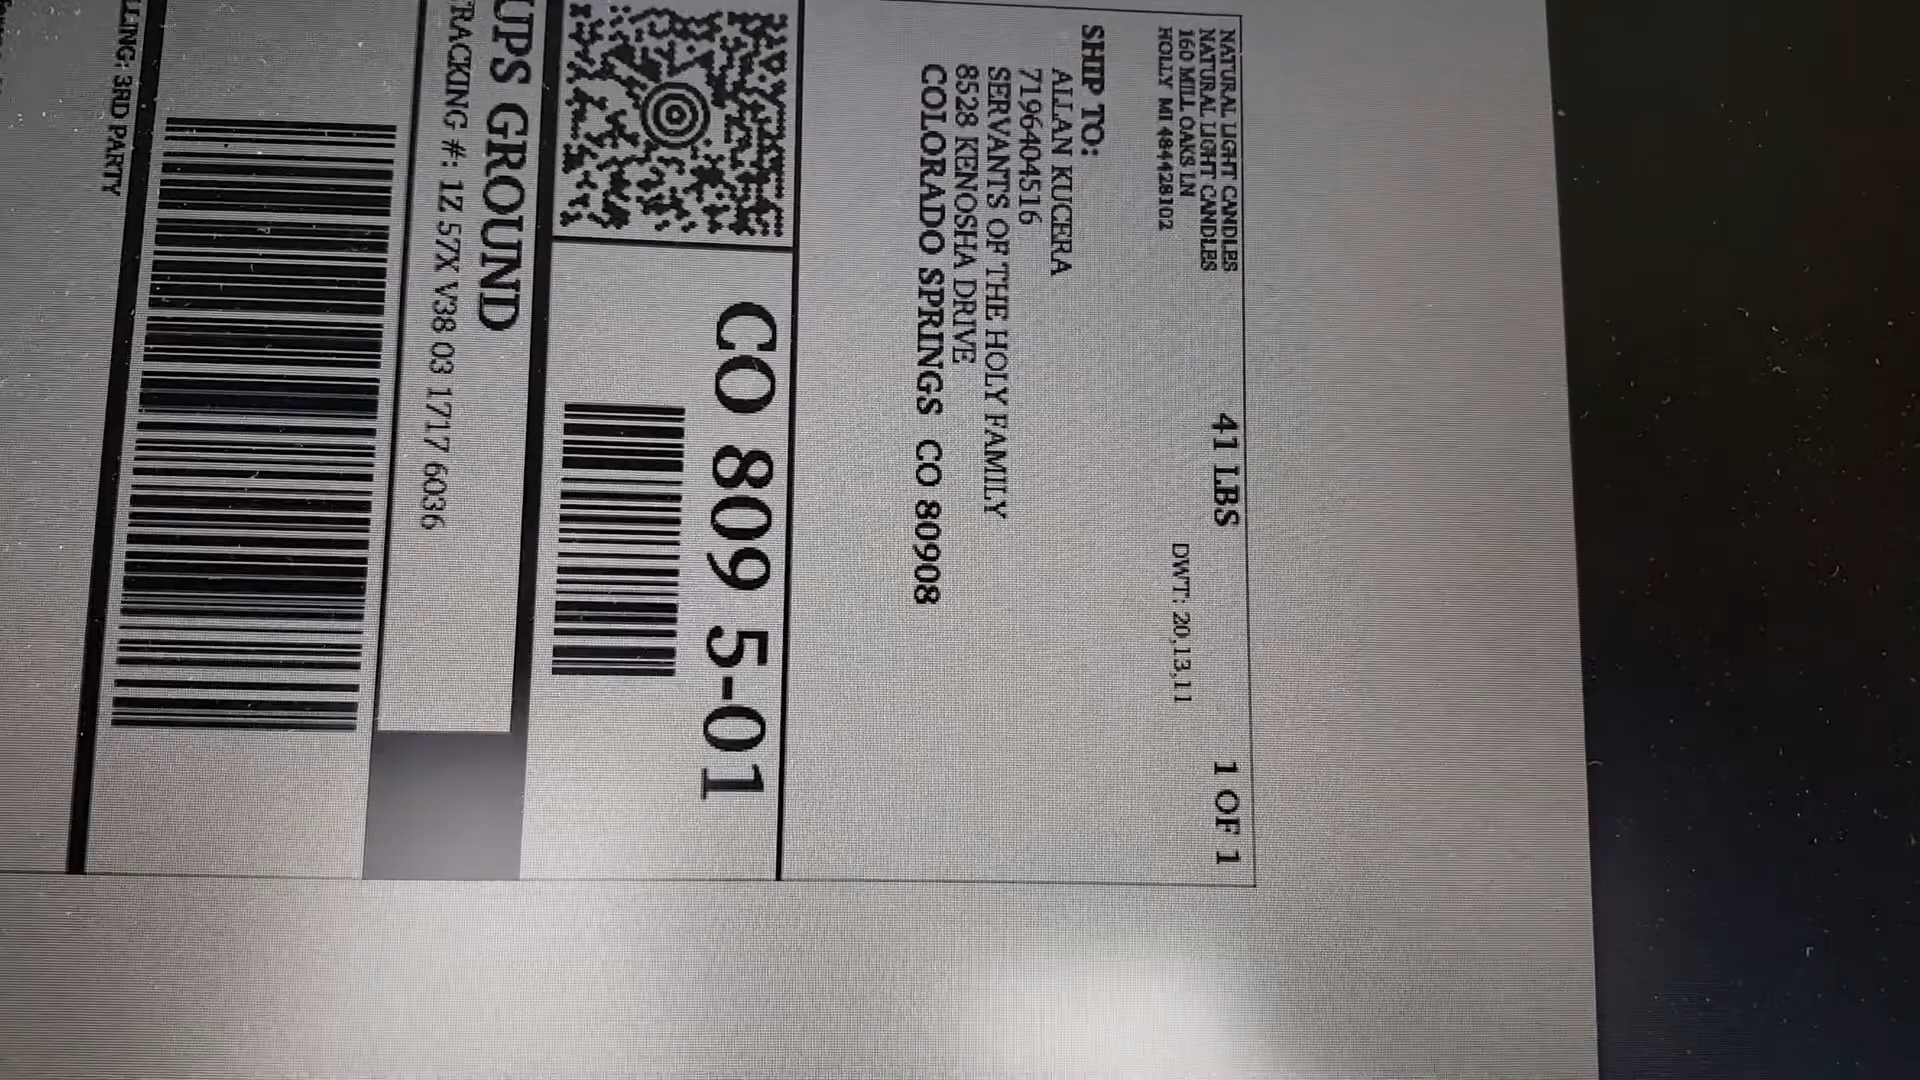 NATURAL LIGHT CANDLES
NATURAL LIGHT CANDLES
160 MILL OAKS LN
HOLLY MI 484428102
41 LBS
1 OF 1
DWT: 20,13,11
SHIP TO:
ALLAN KUCERA
7196404516
SERVANTS OF THE HOLY FAMILY
8528 KENOSHA DRIVE
COLORADO SPRINGS CO 80908
CO 809 5-01
UPS GROUND
TRACKING #: 1Z 57X V38 03 1717 6036
LLING: 3RD PARTY